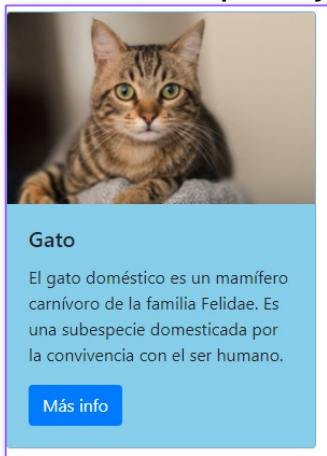 Gato
El gato doméstico es un mamífero
carnívoro de la familia Felidae. Es
una subespecie domesticada por
la convivencia con el ser humano.
Más info